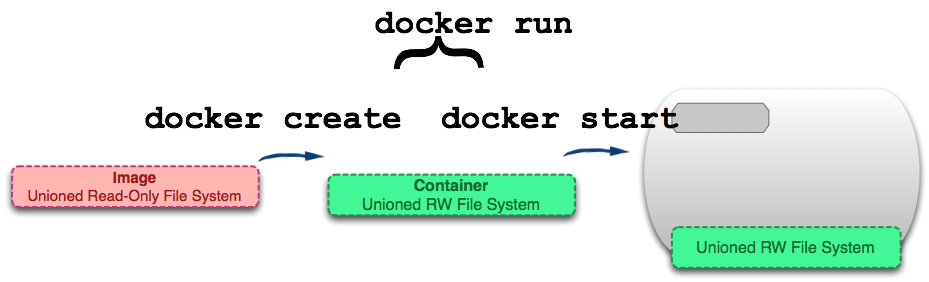 docker run
docker create
docker start
Image
Unioned Read-Only File System
Container
Unioned RW File System
Unioned RW File System